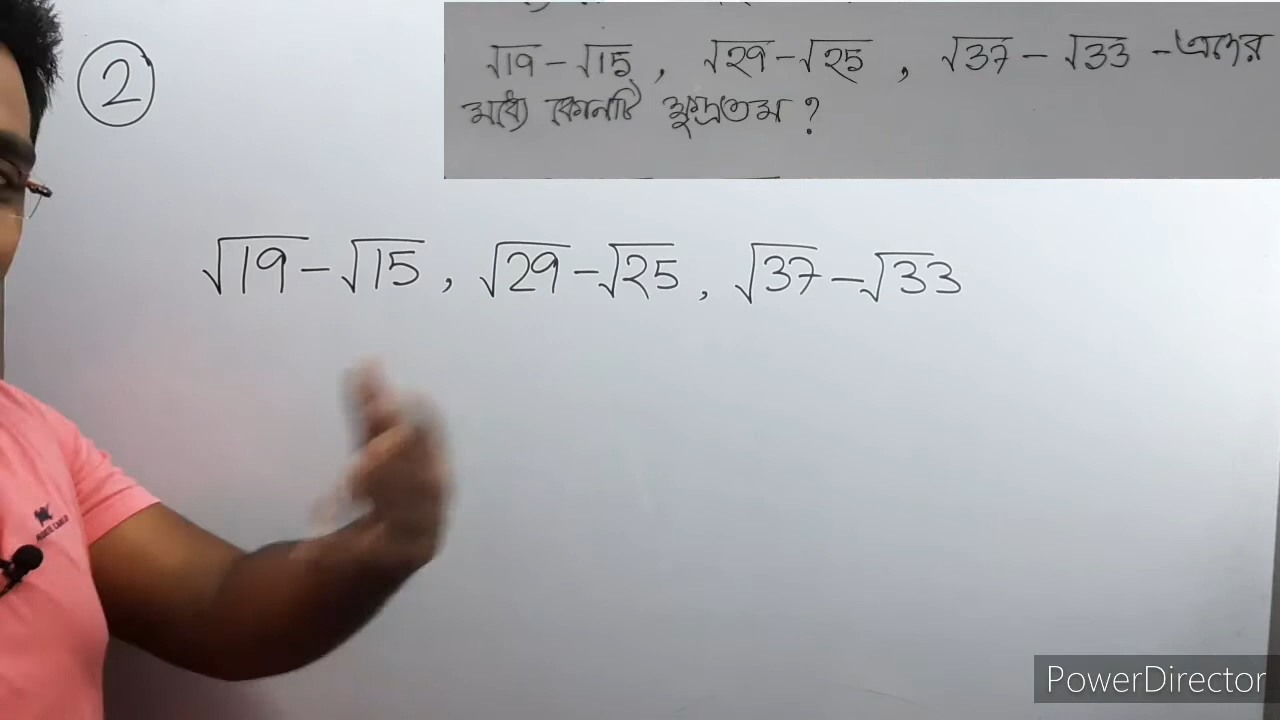 2
√19 - √15, √29 - √25, √37 - √33 - এদের
মধ্যে কোনটি ক্ষুদ্রতম ?
√19 - √15, √29 - √25, √37 - √33
PowerDirector